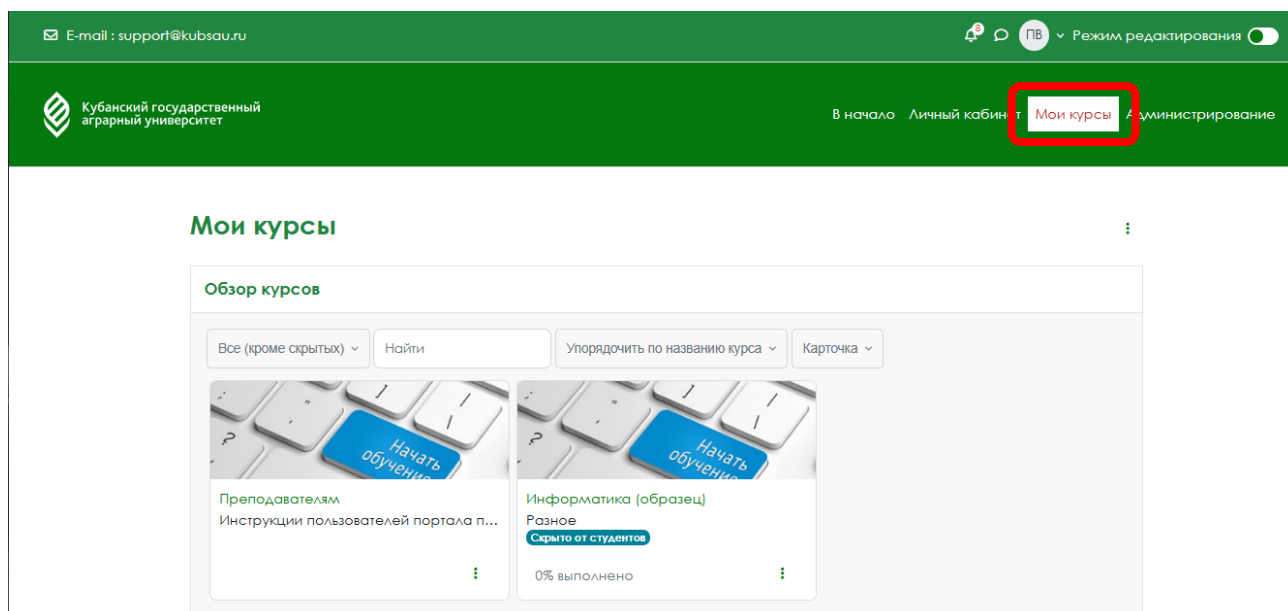 E-mail : support@kubsau.ru
8
ПВ
Режим редактирования
Кубанский государственный
аграрный университет
В начало Личный кабинет Мои курсы Администрирование
Мои курсы
Обзор курсов
Все (кроме скрытых) Найти Упорядочить по названию курса Карточка
Начать
обучение
Начать
обучение
Преподавателям
Инструкции пользователей портала п...
Информатика (образец)
Разное
Скрыто от студентов
0% выполнено